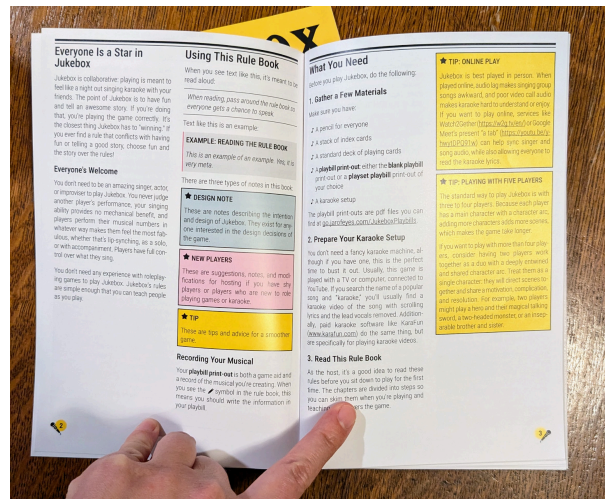 OX
Everyone Is a Star in
Jukebox
Jukebox is collaborative: playing is meant to
feel like a night out singing karaoke with your
friends. The point of Jukebox is to have fun
and tell an awesome story. If you're doing
that, you're playing the game correctly. It's
the closest thing Jukebox has to "winning." If
you ever find a rule that conflicts with having
fun or telling a good story, choose fun and
the story over the rules!
Everyone's Welcome
You don't need to be an amazing singer, actor,
or improviser to play Jukebox. You never judge
another player's performance, your singing
ability provides no mechanical benefit, and
players perform their musical numbers in
whatever way makes them feel the most fab-
ulous, whether that's lip-synching, as a solo,
or with accompaniment. Players have full con-
trol over what they sing.
You don't need any experience with roleplay-
ing games to play Jukebox. Jukebox's rules
are simple enough that you can teach people
as you play.
2
Using This Rule Book
When you see text like this, it's meant to be
read aloud:
When reading, pass around the rule book so
everyone gets a chance to speak.
Text like this is an example:
EXAMPLE: READING THE RULE BOOK
This is an example of an example. Yes, it is
very meta.
There are three types of notes in this book:
★ DESIGN NOTE
These are notes describing the intention
and design of Jukebox. They exist for any-
one interested in the design decisions of
the game.
★ NEW PLAYERS
These are suggestions, notes, and mod-
ifications for hosting if you have shy
players or players who are new to role
playing games or karaoke.
★ TIP
These are tips and advice for a smoother
game.
Recording Your Musical
Your playbill print-out is both a game aid and
a record of the musical you're creating. When
you see the symbol in the rule book, this
means you should write the information in
your playbill.
What You Need
Before you play Jukebox, do the following:
1. Gather a Few Materials
Make sure you have:
♪ A pencil for everyone
♪ A stack of index cards
♪ A standard deck of playing cards
♪ A playbill print-out: either the blank playbill
print-out or a playset playbill print-out of
your choice
♪ A karaoke setup
The playbill print-outs are pdf files you can
find at go.jarofeyes.com/JukeboxPlaybills
2. Prepare Your Karaoke Setup
You don't need a fancy karaoke machine, al-
though if you have one, this is the perfect
time to bust it out. Usually, this game is
played with a TV or computer, connected to
YouTube. If you search the name of a popular
song and "karaoke," you'll usually find a
karaoke video of the song with scrolling
lyrics and the lead vocals removed. Addition-
ally, paid karaoke software like KaraFun
(www.karafun.com) do the same thing, but
are specifically for playing karaoke videos.
3. Read This Rule Book
As the host, it's a good idea to read these
rules before you sit down to play for the first
time. The chapters are divided into steps so
you can skim them when you're playing and
teaching the game.
★ TIP: ONLINE PLAY
Jukebox is best played in person. When
played online, audio lag makes singing group
songs awkward, and poor video call audio
makes karaoke hard to understand or enjoy.
If you want to play online, services like
Watch2Gether (https://w2g.tv/en/) or Google
Meet's present "a tab"
can help sync singer and
song audio, while also allowing everyone to
read the karaoke lyrics.
★ TIP: PLAYING WITH FIVE PLAYERS
The standard way to play Jukebox is with
three to four players. Because each player
has a main character with a character arc,
adding more characters adds more scenes,
which makes the game take longer.
If you want to play with more than four play-
ers, consider having two players work
together as a duo with a deeply entwined
and shared character arc. Treat them as a
single character: they will direct scenes to-
gether and share a motivation, complication,
and resolution. For example, two players
might play a hero and their magical talking
sword, a two-headed monster, or an insep-
arable brother and sister.
3